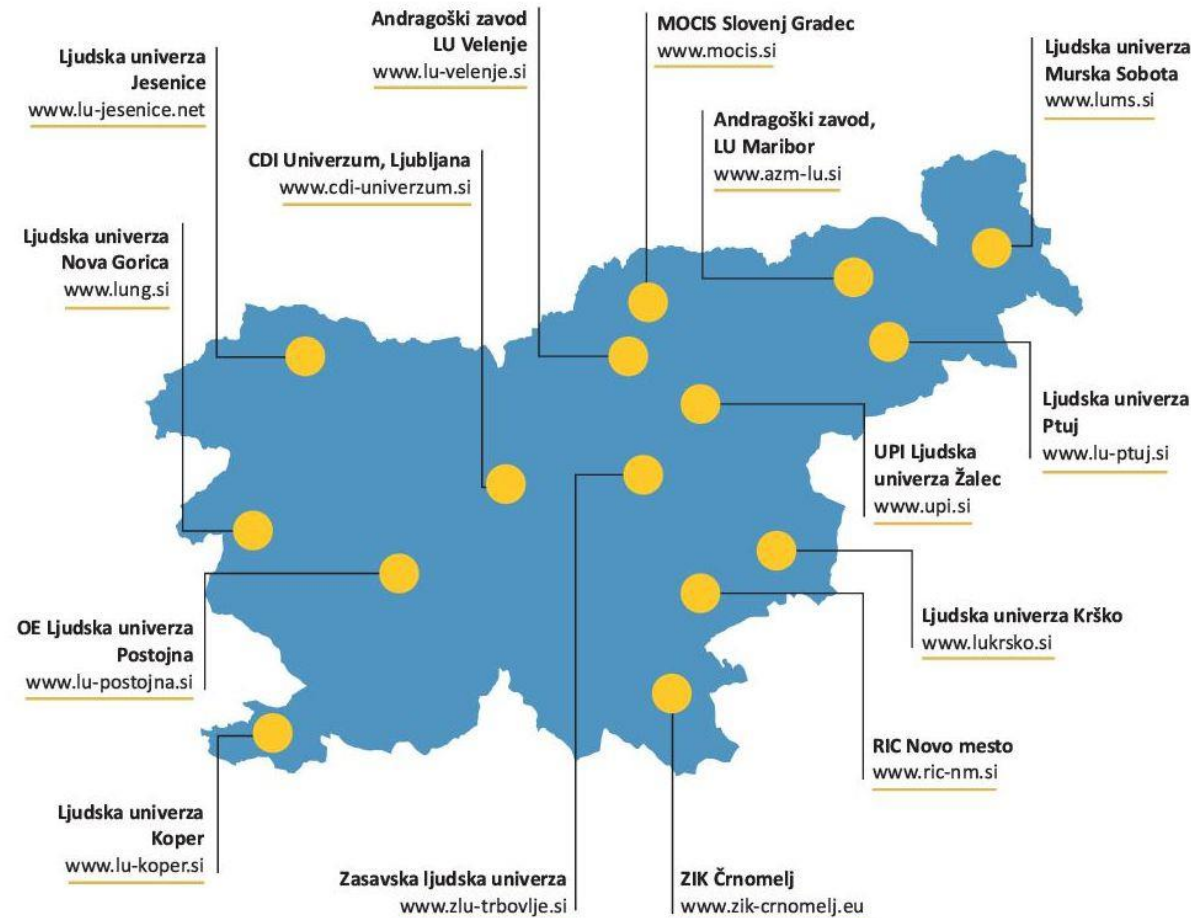 Andragoški zavod
LU Velenje
www.lu-velenje.si
MOCIS Slovenj Gradec
www.mocis.si
Ljudska univerza
Jesenice
www.lu-jesenice.net
Ljudska univerza
Murska Sobota
www.lums.si
Andragoški zavod,
LU Maribor
www.azm-lu.si
CDI Univerzum, Ljubljana
www.cdi-univerzum.si
Ljudska univerza
Nova Gorica
www.lung.si
Ljudska univerza
Ptuj
www.lu-ptuj.si
UPI Ljudska
univerza Žalec
www.upi.si
OE Ljudska univerza
Postojna
www.lu-postojna.si
Ljudska univerza Krško
www.lukrsko.si
RIC Novo mesto
www.ric-nm.si
Ljudska univerza
Koper
www.lu-koper.si
Zasavska ljudska univerza
www.zlu-trbovlje.si
ZIK Črnomelj
www.zik-crnomelj.eu